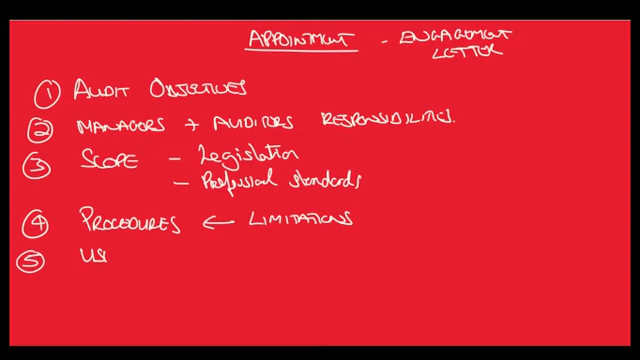 APPOINTMENT - ENGAGEMENT
LETTER
① AUDIT OBJECTIVES
② MANAGERS + AUDITORS RESPONSIBILITIES.
③ SCOPE - Legislation
- Professional standards
④ PROCEDURES ← LIMITATIONS
⑤ US